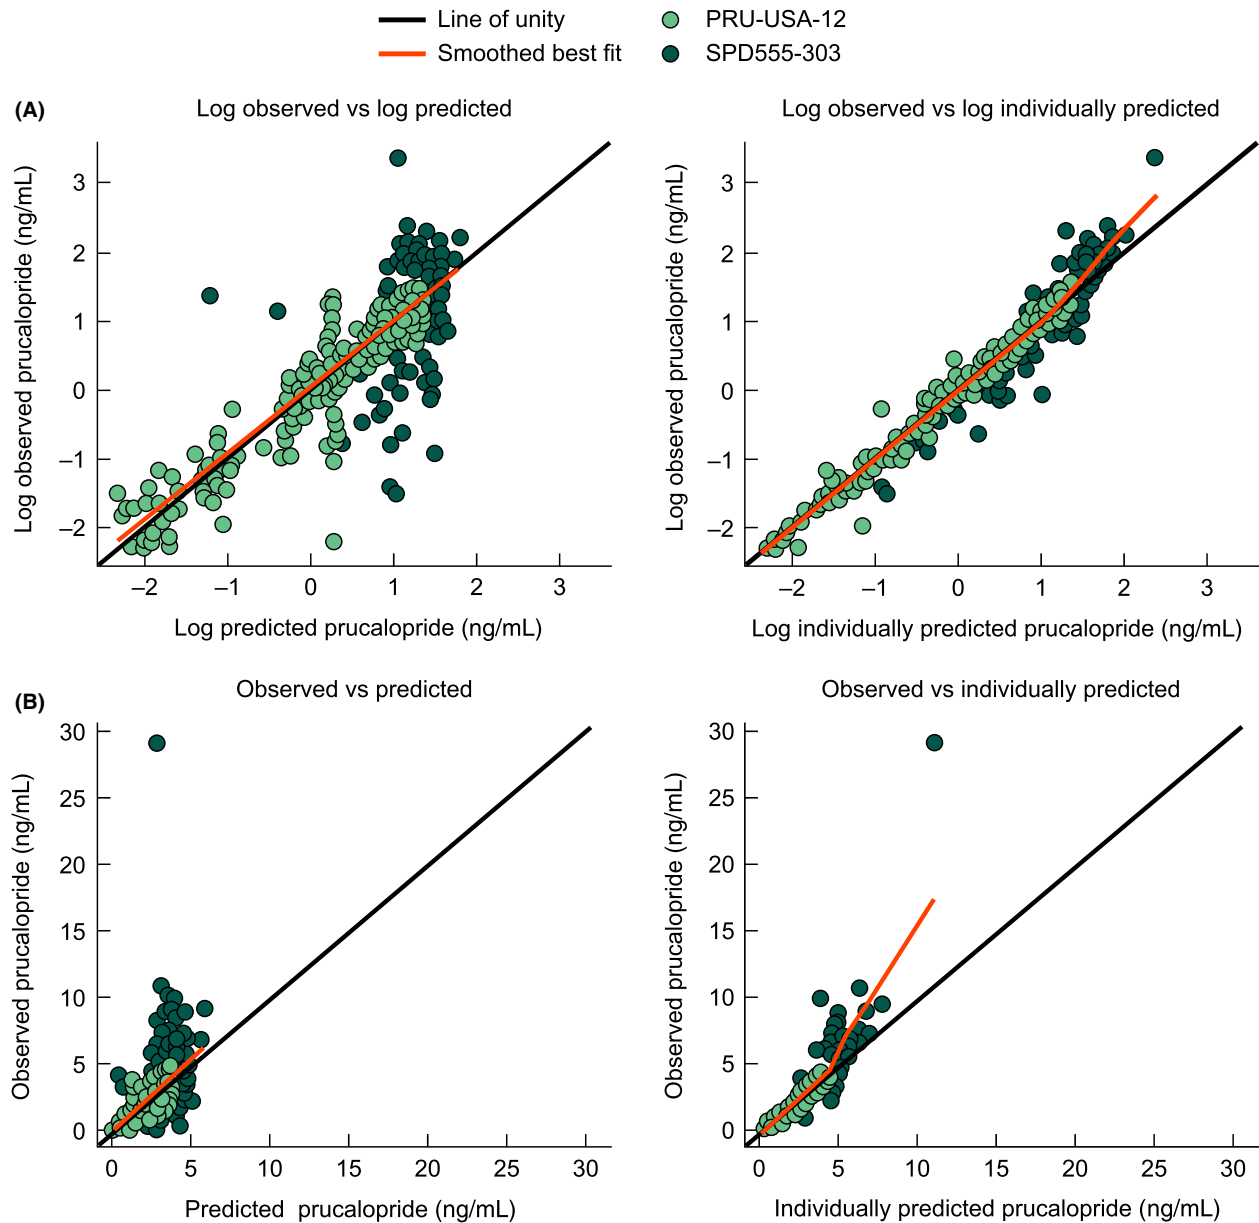 Line of unity
PRU-USA-12
Smoothed best fit
SPD555-303
(A)
Log observed vs log predicted
Log observed prucalopride (ng/mL)
3
2
1
0
–1
–2
–2 –1 0 1 2 3
Log predicted prucalopride (ng/mL)
Log observed vs log individually predicted
Log observed prucalopride (ng/mL)
3
2
1
0
–1
–2
–2 –1 0 1 2 3
Log individually predicted prucalopride (ng/mL)
(B)
Observed vs predicted
Observed prucalopride (ng/mL)
30
25
20
15
10
5
0
0 5 10 15 20 25 30
Predicted prucalopride (ng/mL)
Observed vs individually predicted
Observed prucalopride (ng/mL)
30
25
20
15
10
5
0
0 5 10 15 20 25 30
Individually predicted prucalopride (ng/mL)